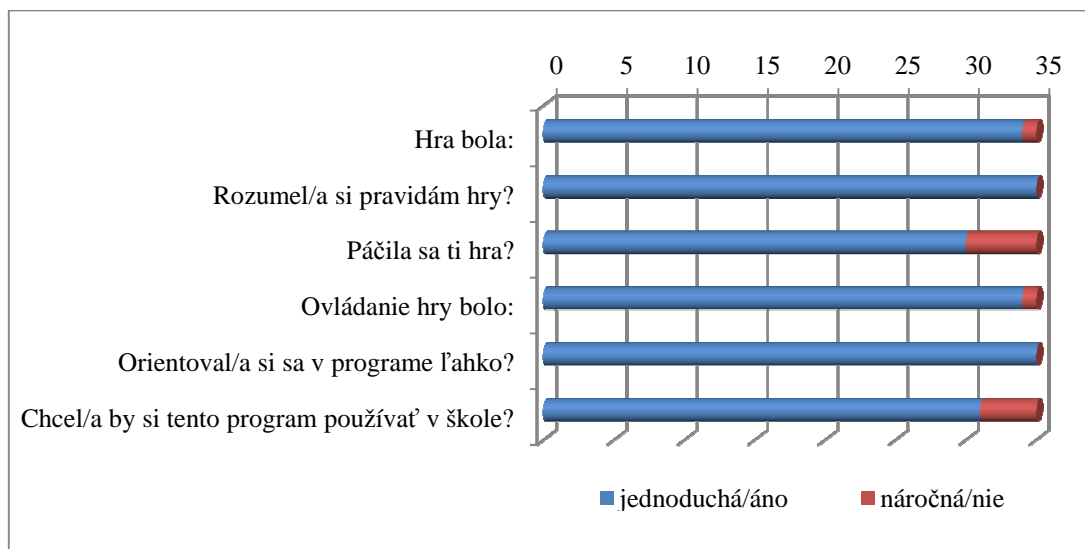 0 5 10 15 20 25 30 35
Hra bola:
Rozumel/a si pravidám hry?
Páčila sa ti hra?
Ovládanie hry bolo:
Orientoval/a si sa v programe ľahko?
Chcel/a by si tento program používať v škole?
jednoduchá/áno náročná/nie